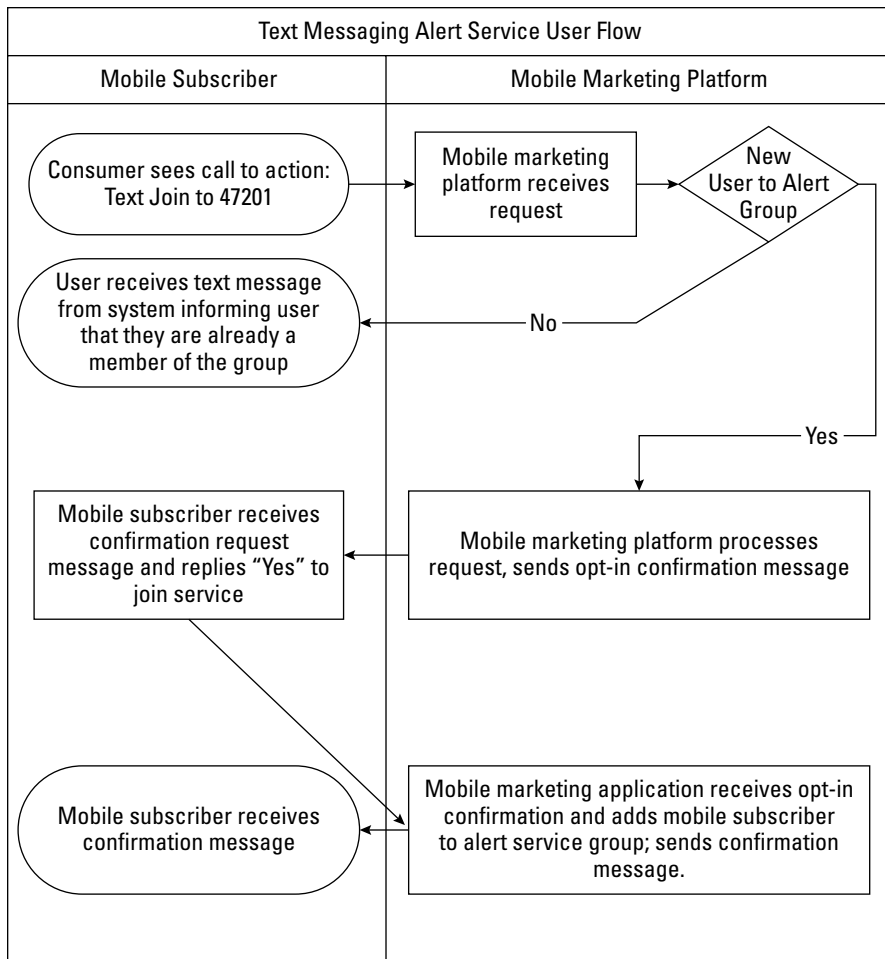 Text Messaging Alert Service User Flow
Mobile Subscriber
Mobile Marketing Platform
Consumer sees call to action:
Text Join to 47201
Mobile marketing
platform receives
request
New
User to Alert
Group
User receives text message
from system informing user
that they are already a
member of the group
No
Yes
Mobile subscriber receives
confirmation request
message and replies “Yes” to
join service
Mobile marketing platform processes
request, sends opt-in confirmation message
Mobile subscriber receives
confirmation message
Mobile marketing application receives opt-in
confirmation and adds mobile subscriber
to alert service group; sends confirmation
message.